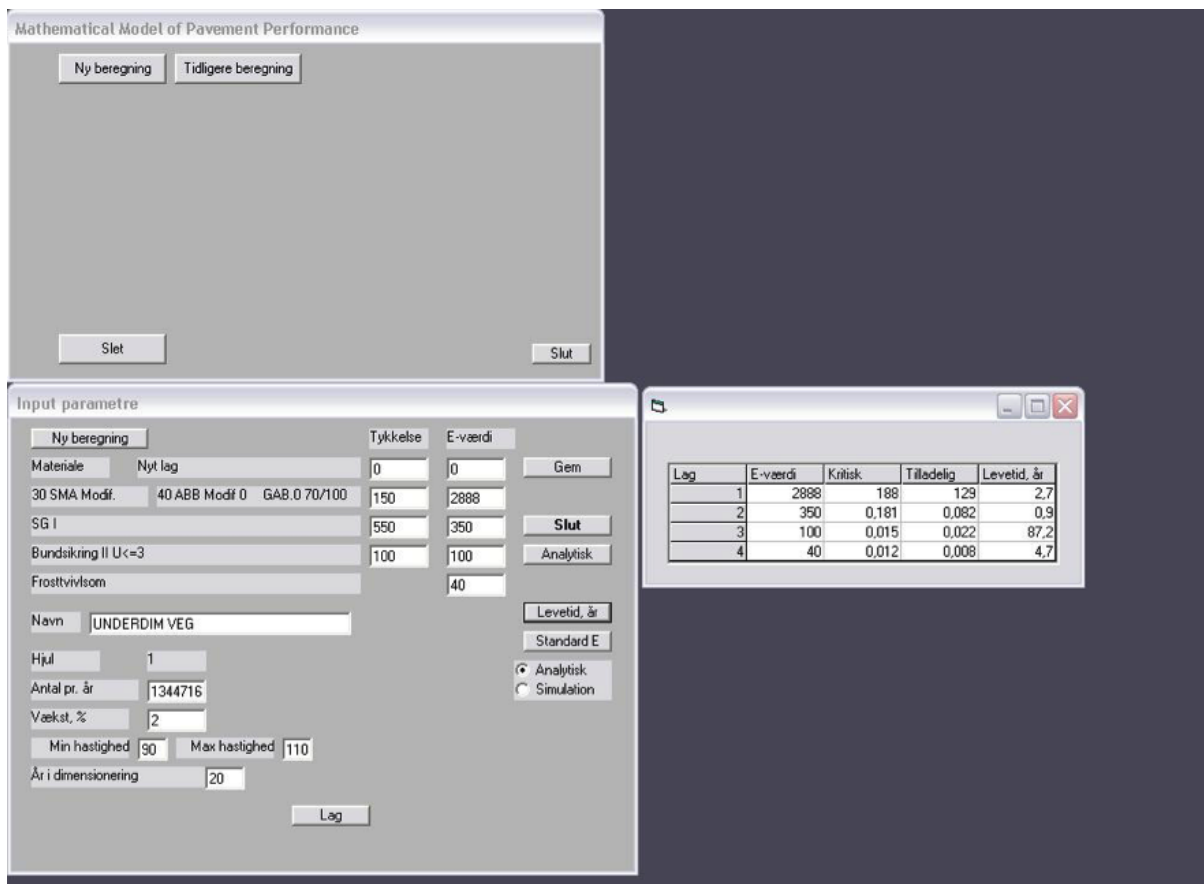 Mathematical Model of Pavement Performance
Ny beregning Tidligere beregning
Slet Slut
Input parametre
Ny beregning Tykkelse E-værdi
Materiale Nyt lag 0 0 Gem
30 SMA Modif. 40 ABB Modif 0 GAB.0 70/100 150 2888
SG I 550 350 Slut
Bundsikring II U<=3 100 100 Analytisk
Frosttvivlsom 40
Navn UNDERDIM VEG Levetid, år
Standard E
Hjul 1 Analytisk
Antal pr. år 1344716 Simulation
Vækst, % 2
Min hastighed 90 Max hastighed 110
År i dimensionering 20
Lag
Lag E-værdi Kritisk Tilladelig Levetid, år
1 2888 188 129 2,7
2 350 0,181 0,082 0,9
3 100 0,015 0,022 87,2
4 40 0,012 0,008 4,7